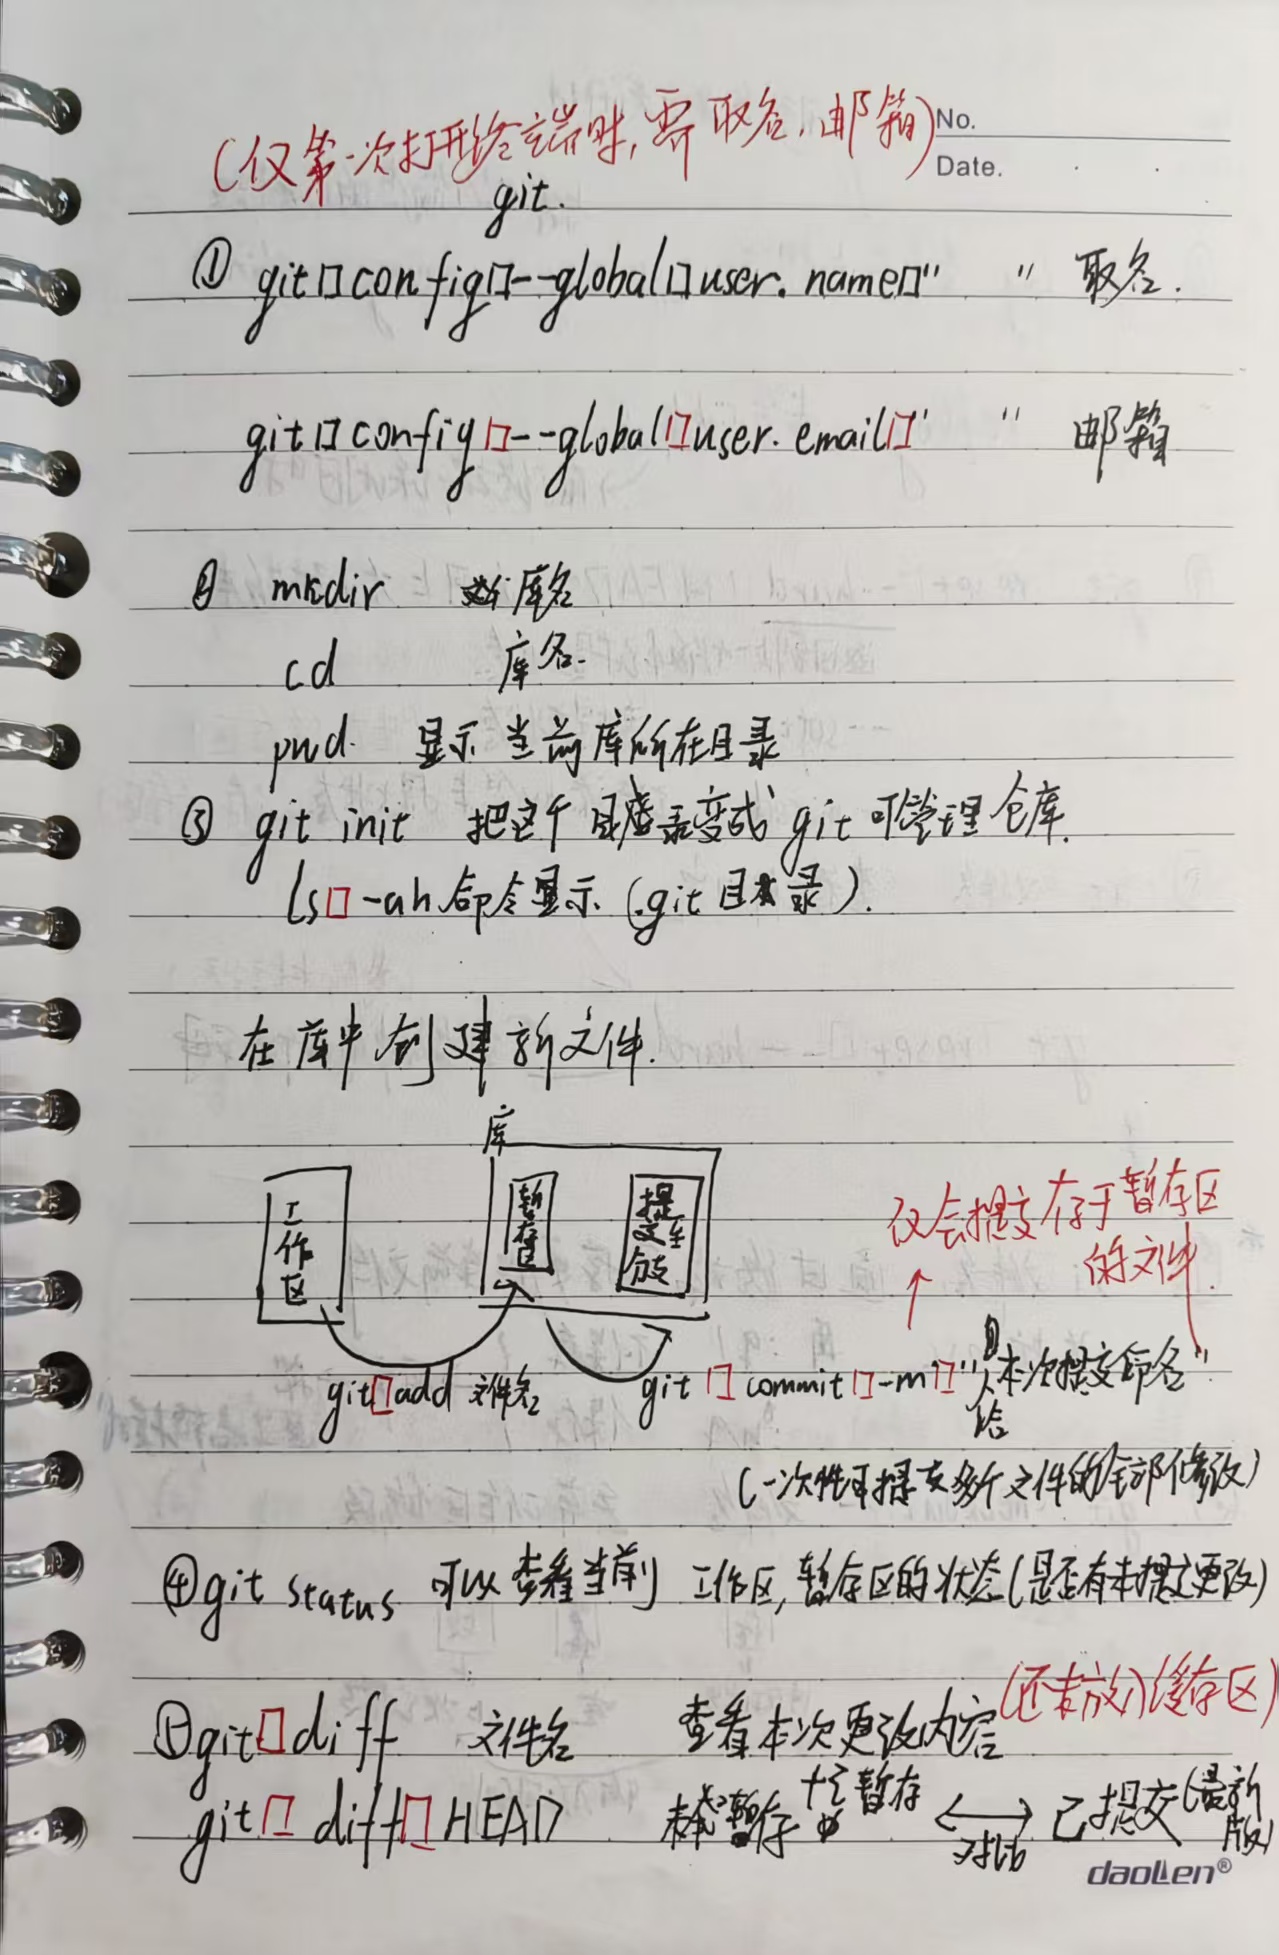 (仅第一次打开终端时,需取名,邮箱)
No.
Date.
git.
① git□config□--global□user.name□" " 取名.
git□config□--global□user.email□" " 邮箱
② mkdir 库名
cd 库名.
pwd. 显示当前库所在目录
③ git init 把这个目录变成git可管理仓库.
ls□-ah命令显示(.git目录).
在库中创建新文件.
库
工作区
暂存区
提交至分支
仅会提交存于暂存区
的文件.
git□add 文件名
git□commit□-m□"给本次提交命名"
(一次性可提交多个文件的全部修改)
④git status 可以查看当前工作区,暂存区的状态(是否有未提交更改)
(还未放入缓存区)
⑤git□diff 文件名 查看本次更改内容
git□diff□HEAD 未暂存+已暂存 ⟷ 已提交(最新版)
对比
daollen®